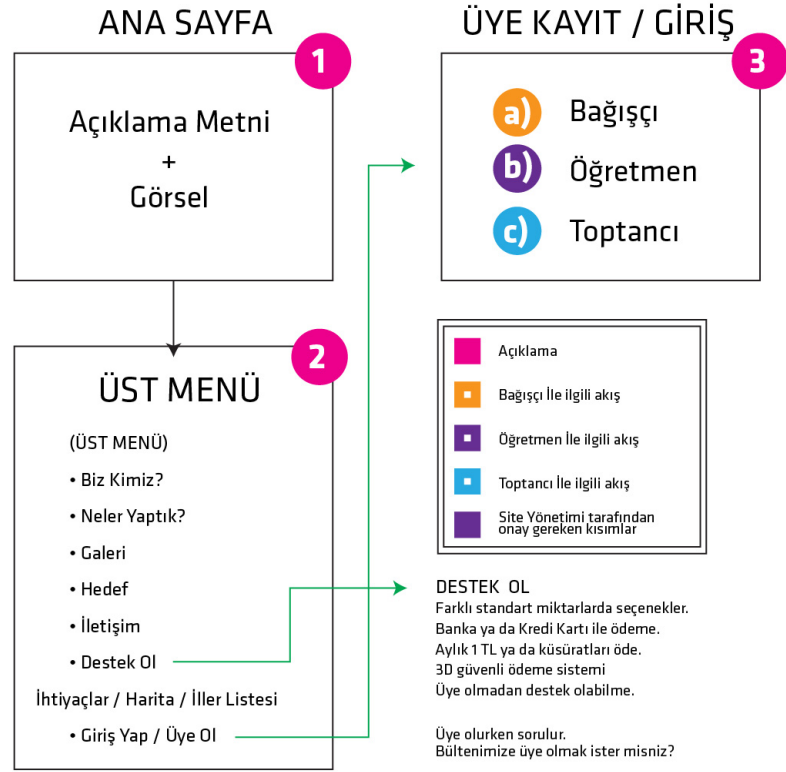 ANA SAYFA
1
Açıklama Metni
+
Görsel
2
ÜST MENÜ
(ÜST MENÜ)
• Biz Kimiz?
• Neler Yaptık?
• Galeri
• Hedef
• İletişim
• Destek Ol
İhtiyaçlar / Harita / İller Listesi
• Giriş Yap / Üye Ol
ÜYE KAYIT / GİRİŞ
3
a) Bağışçı
b) Öğretmen
c) Toptancı
Açıklama
Bağışçı İle ilgili akış
Öğretmen İle ilgili akış
Toptancı İle ilgili akış
Site Yönetimi tarafından
onay gereken kısımlar
DESTEK OL
Farklı standart miktarlarda seçenekler.
Banka ya da Kredi Kartı ile ödeme.
Aylık 1 TL ya da küsüratları öde.
3D güvenli ödeme sistemi
Üye olmadan destek olabilme.
Üye olurken sorulur.
Bültenimize üye olmak ister misniz?